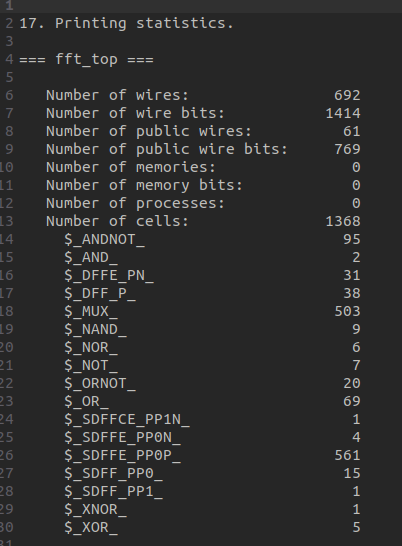 1
2 17. Printing statistics.
3
4 === fft_top ===
5
6 Number of wires: 692
7 Number of wire bits: 1414
8 Number of public wires: 61
9 Number of public wire bits: 769
10 Number of memories: 0
11 Number of memory bits: 0
12 Number of processes: 0
13 Number of cells: 1368
14 $_ANDNOT_ 95
15 $_AND_ 2
16 $_DFFE_PN_ 31
17 $_DFF_P_ 38
18 $_MUX_ 503
19 $_NAND_ 9
20 $_NOR_ 6
21 $_NOT_ 7
22 $_ORNOT_ 20
23 $_OR_ 69
24 $_SDFFCE_PP1N_ 1
25 $_SDFFE_PP0N_ 4
26 $_SDFFE_PP0P_ 561
27 $_SDFF_PP0_ 15
28 $_SDFF_PP1_ 1
29 $_XNOR_ 1
30 $_XOR_ 5
31